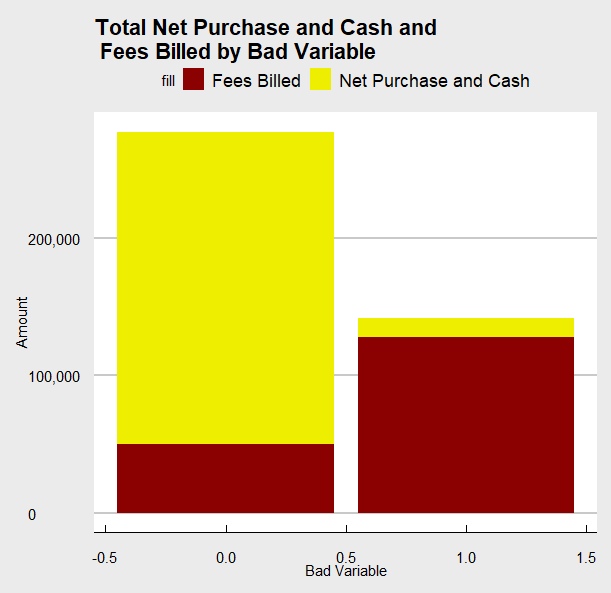 Total Net Purchase and Cash and
Fees Billed by Bad Variable
fill Fees Billed Net Purchase and Cash
200,000
Amount
100,000
0
-0.5 0.0 0.5 1.0 1.5
Bad Variable